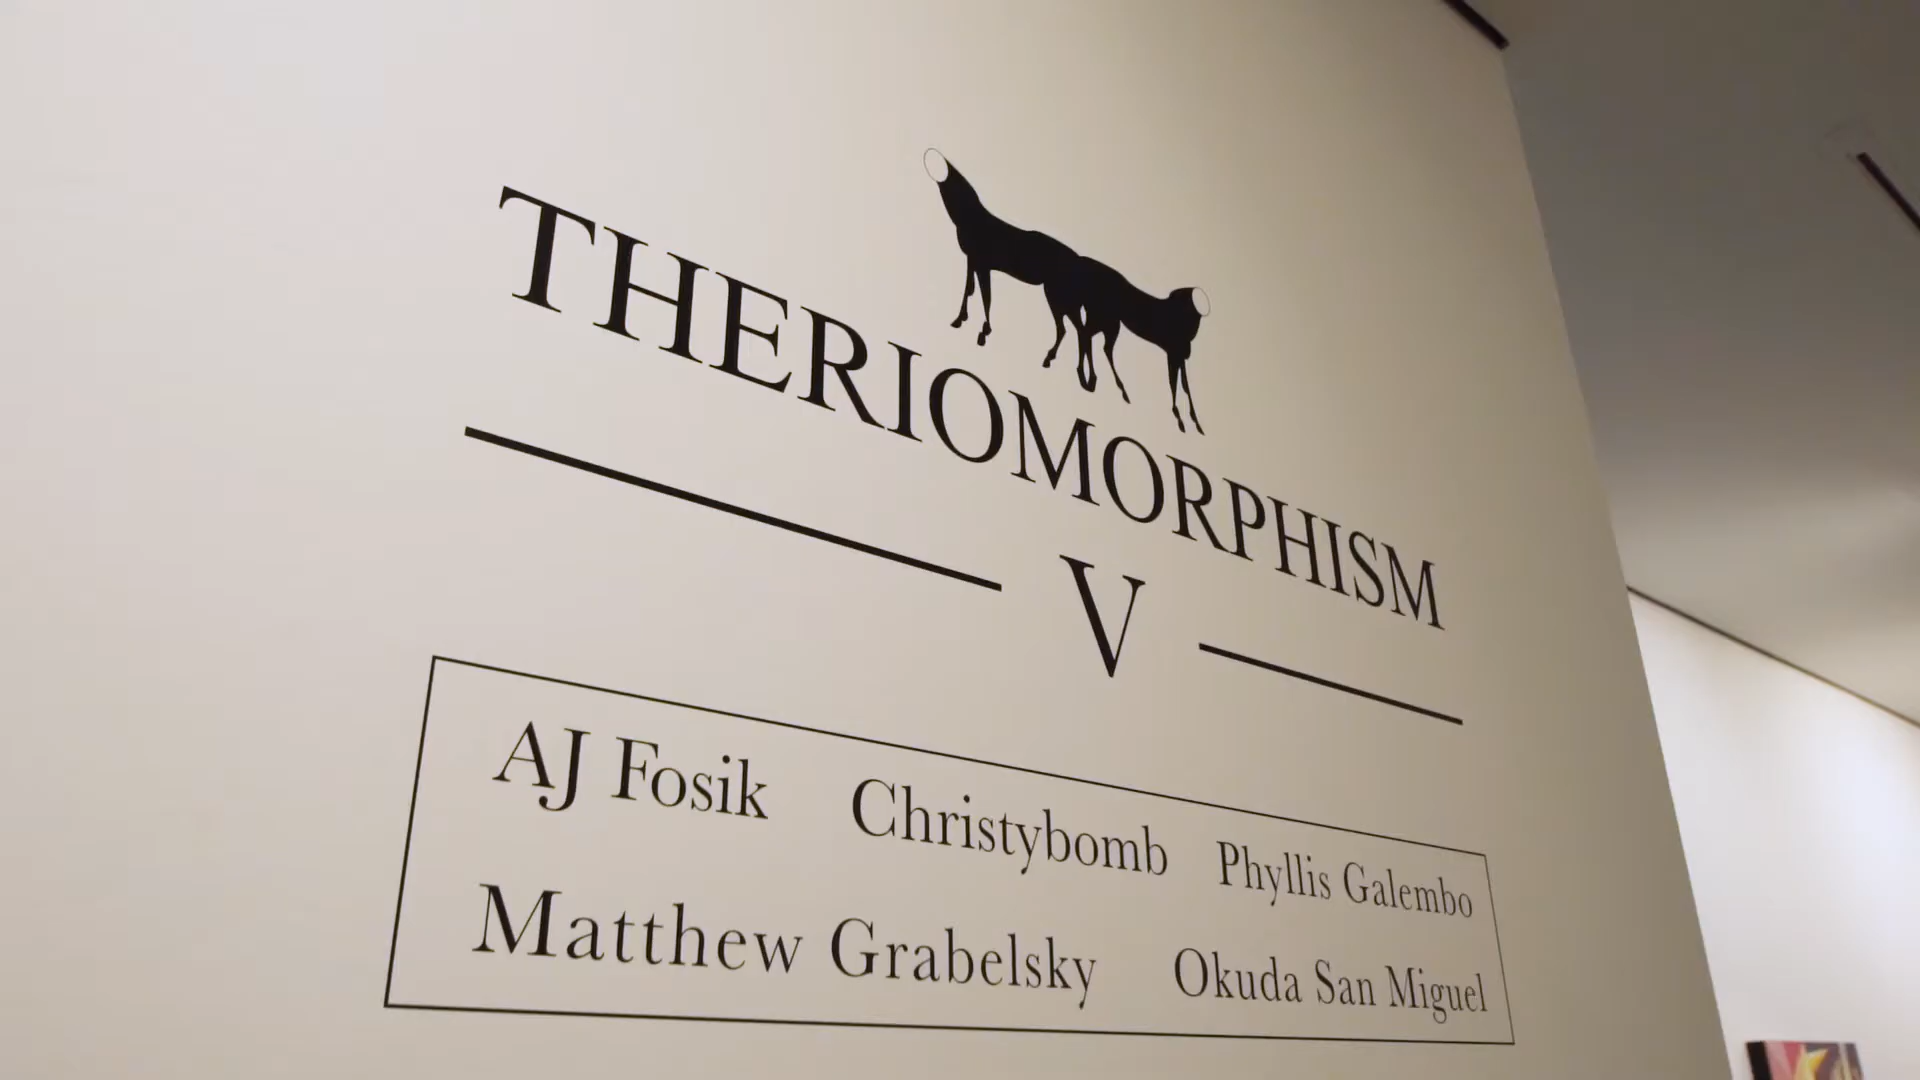 THERIOMORPHISM
V
AJ Fosik Christybomb Phyllis Galembo
Matthew Grabelsky Okuda San Miguel